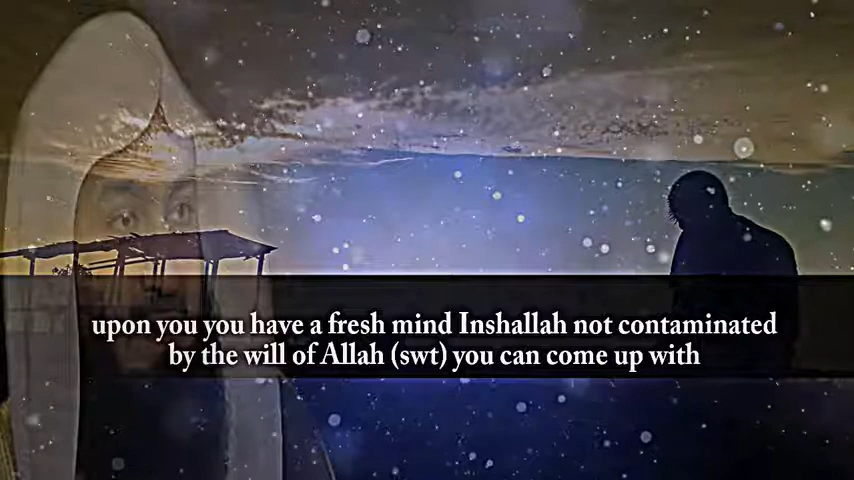 upon you you have a fresh mind Inshallah not contaminated
by the will of Allah (swt) you can come up with